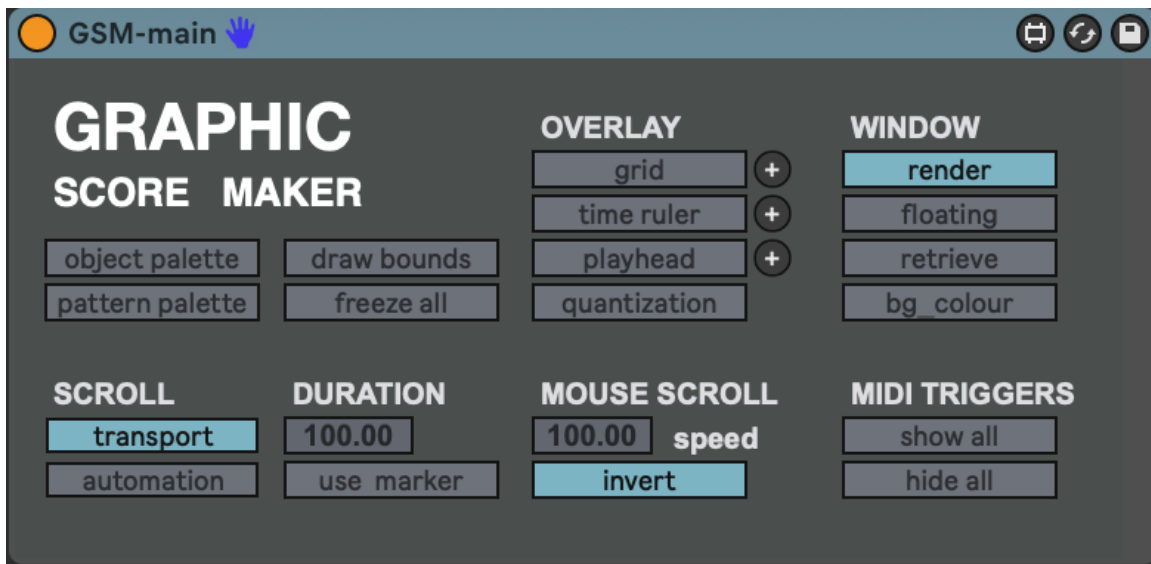 GSM-main
GRAPHIC
SCORE MAKER
object palette
draw bounds
pattern palette
freeze all
OVERLAY
grid +
time ruler +
playhead +
quantization
WINDOW
render
floating
retrieve
bg_colour
SCROLL
transport
automation
DURATION
100.00
use marker
MOUSE SCROLL
100.00 speed
invert
MIDI TRIGGERS
show all
hide all